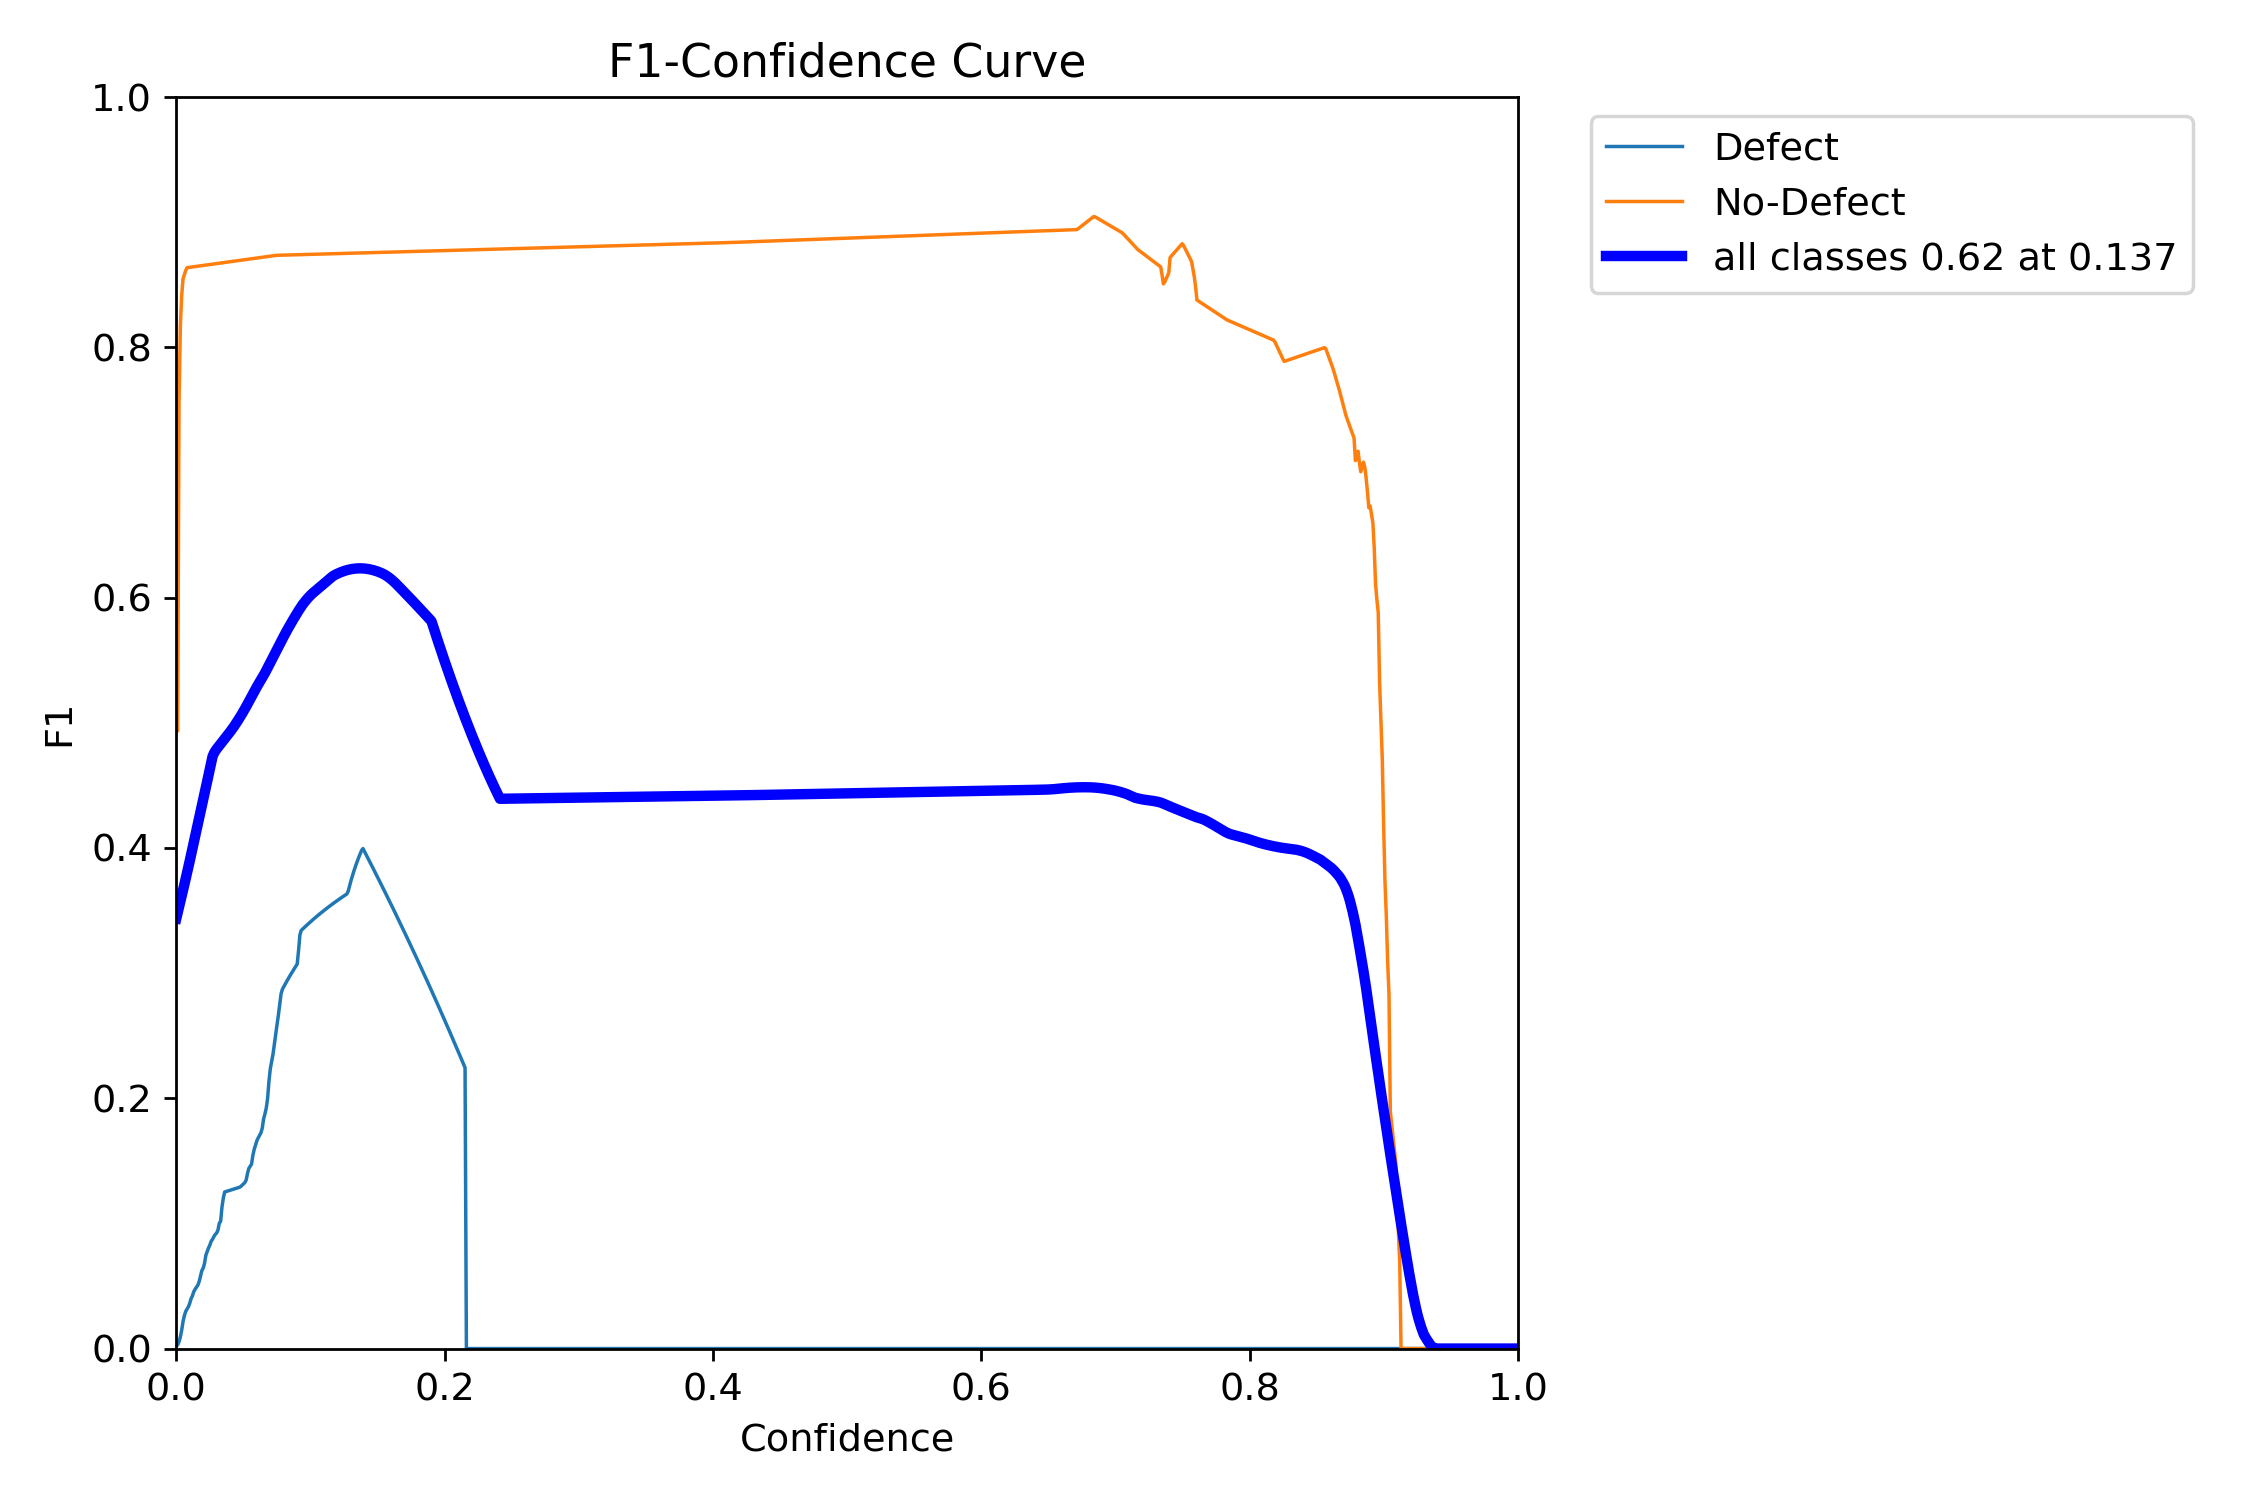 F1-Confidence Curve
1.0
0.8
0.6
0.4
0.2
0.0
F1
0.0 0.2 0.4 0.6 0.8 1.0
Confidence
Defect
No-Defect
all classes 0.62 at 0.137